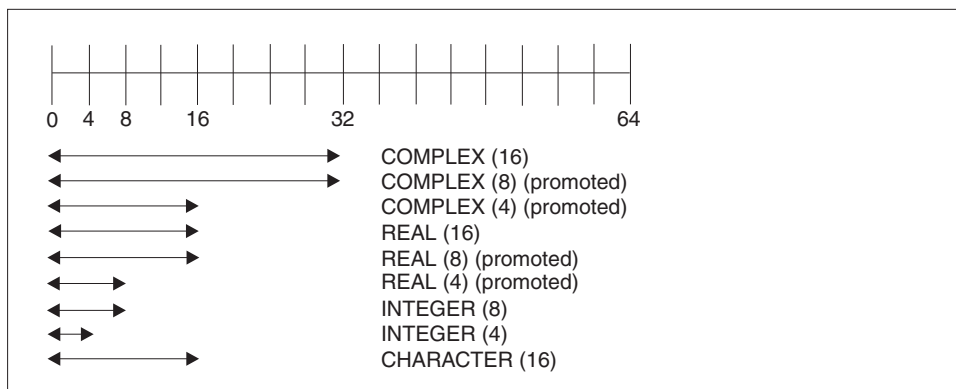 0 4 8 16 32 64
COMPLEX (16)
COMPLEX (8) (promoted)
COMPLEX (4) (promoted)
REAL (16)
REAL (8) (promoted)
REAL (4) (promoted)
INTEGER (8)
INTEGER (4)
CHARACTER (16)